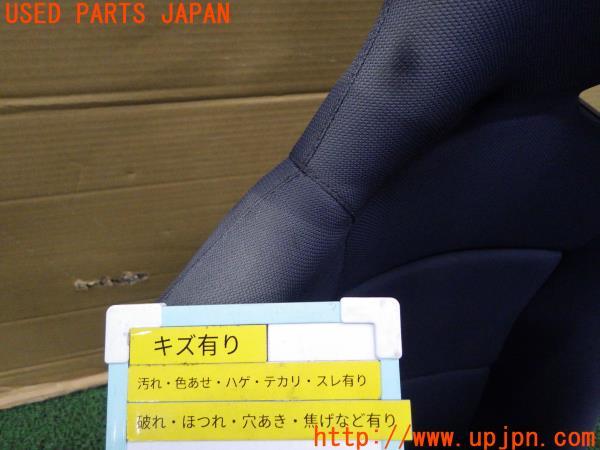 USED PARTS JAPAN
キズ有り
汚れ・色あせ・ハゲ・テカリ・スレ有り
破れ・ほつれ・穴あき・焦げなど有り
http://www.upjpn.com